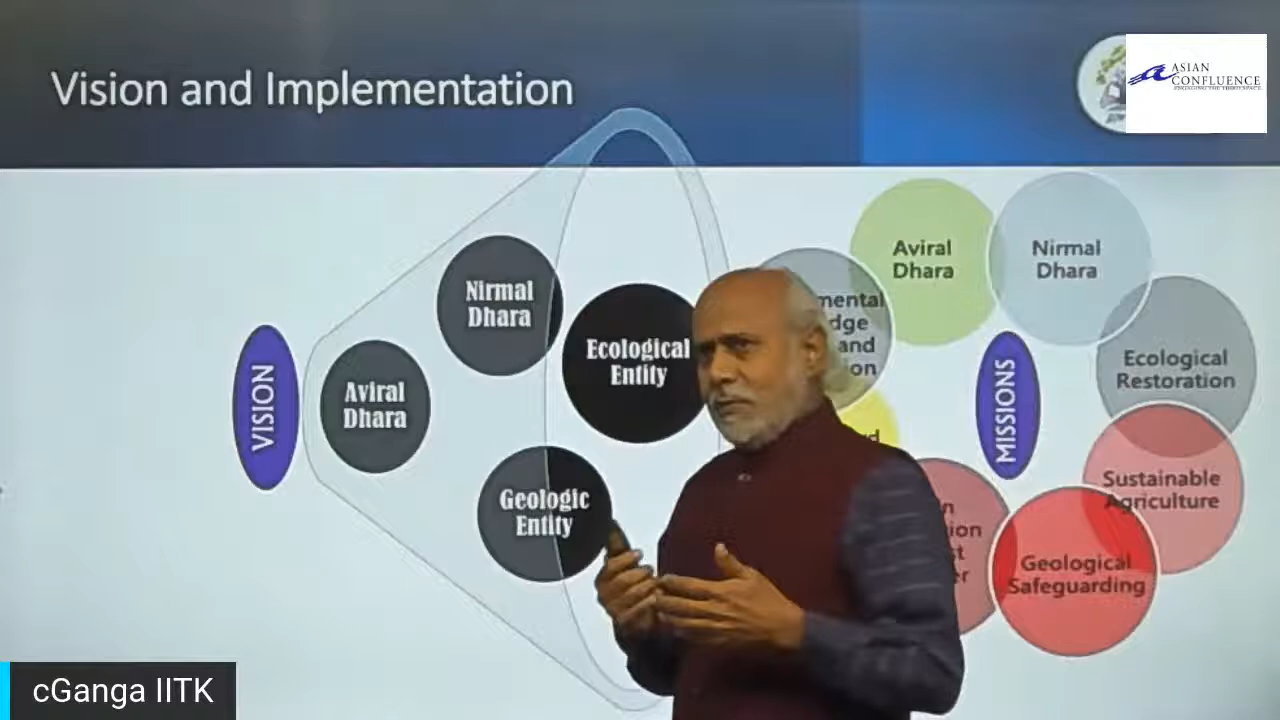 Vision and Implementation
ASIAN
CONFLUENCE
VISION
Aviral
Dhara
Nirmal
Dhara
Ecological
Entity
Geologic
Entity
and
MISSIONS
Aviral
Dhara
Nirmal
Dhara
Ecological
Restoration
Sustainable
Agriculture
Geological
Safeguarding
cGanga IITK